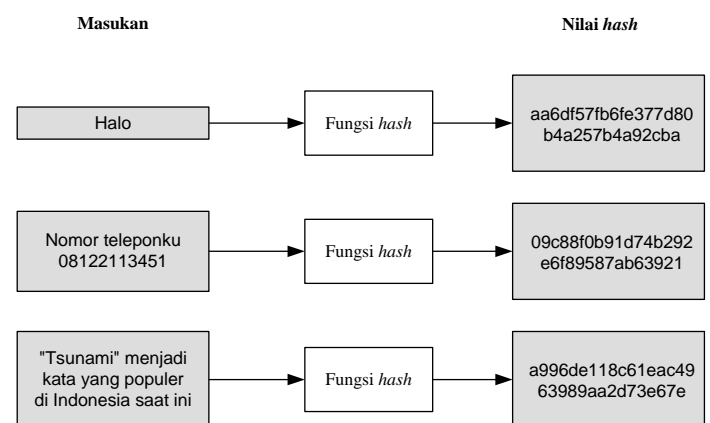 Masukan
Nilai hash
Halo
Fungsi hash
aa6df57fb6fe377d80
b4a257b4a92cba
Nomor teleponku
08122113451
Fungsi hash
09c88f0b91d74b292
e6f89587ab63921
"Tsunami" menjadi
kata yang populer
di Indonesia saat ini
Fungsi hash
a996de118c61eac49
63989aa2d73e67e